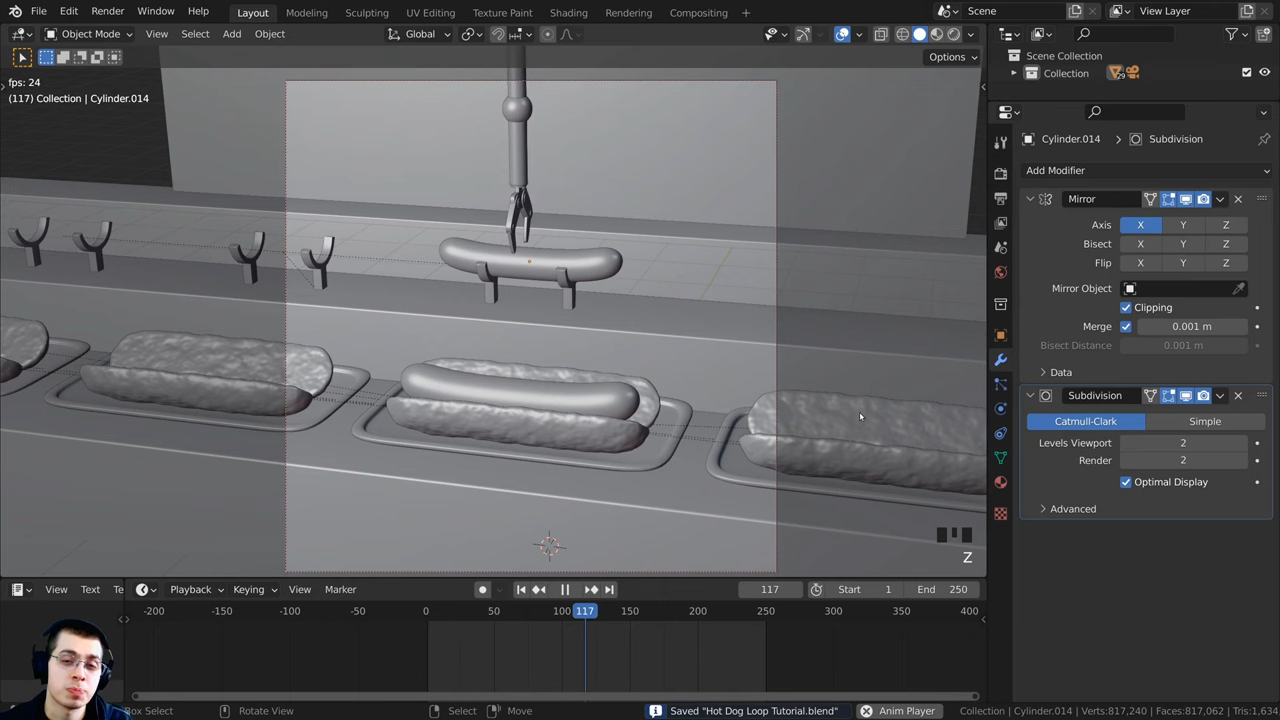 File Edit Render Window Help
Layout Modeling Sculpting UV Editing Texture Paint Shading Rendering Compositing +
Scene
View Layer
Object Mode View Select Add Object
Global
Options
fps: 24
(117) Collection | Cylinder.014
Scene Collection
Collection 29
Cylinder.014 > Subdivision
Add Modifier
Mirror
Axis X Y Z
Bisect X Y Z
Flip X Y Z
Mirror Object
Clipping
Merge 0.001 m
Bisect Distance 0.001 m
Data
Subdivision
Catmull-Clark Simple
Levels Viewport 2
Render 2
Optimal Display
Advanced
Z
View Text
Playback Keying View Marker
117 Start 1 End 250
-200 -150 -100 -50 0 50 100 117 150 200 250 300 350 400
Box Select Rotate View Select Move Saved "Hot Dog Loop Tutorial.blend" Anim Player Collection | Cylinder.014 Verts:817,240 Faces:817,062 Tris:1,634